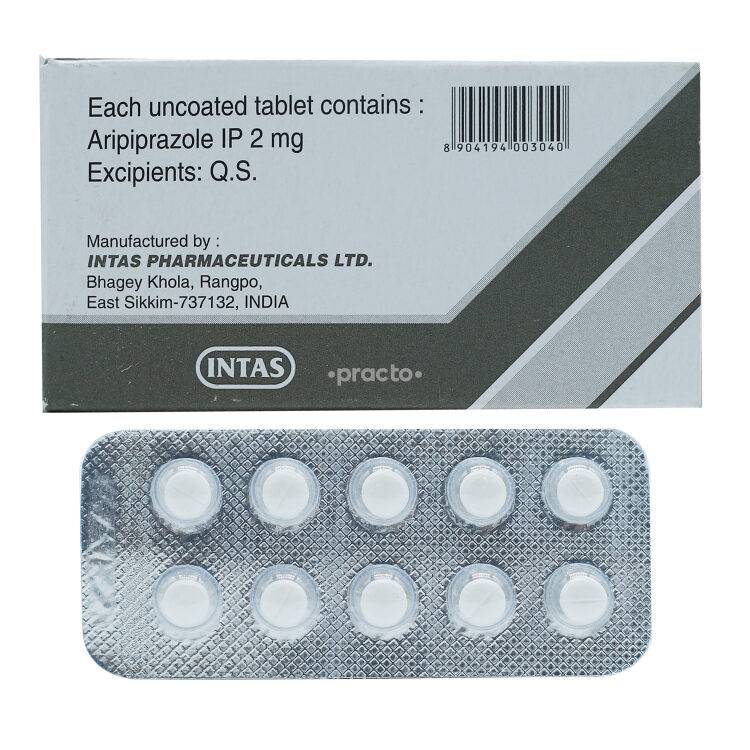 Each uncoated tablet contains :
Aripiprazole IP 2 mg
Excipients: Q.S.
8 904194 003040
Manufactured by :
INTAS PHARMACEUTICALS LTD.
Bhagey Khola, Rangpo,
East Sikkim-737132, INDIA
INTAS
•practo•